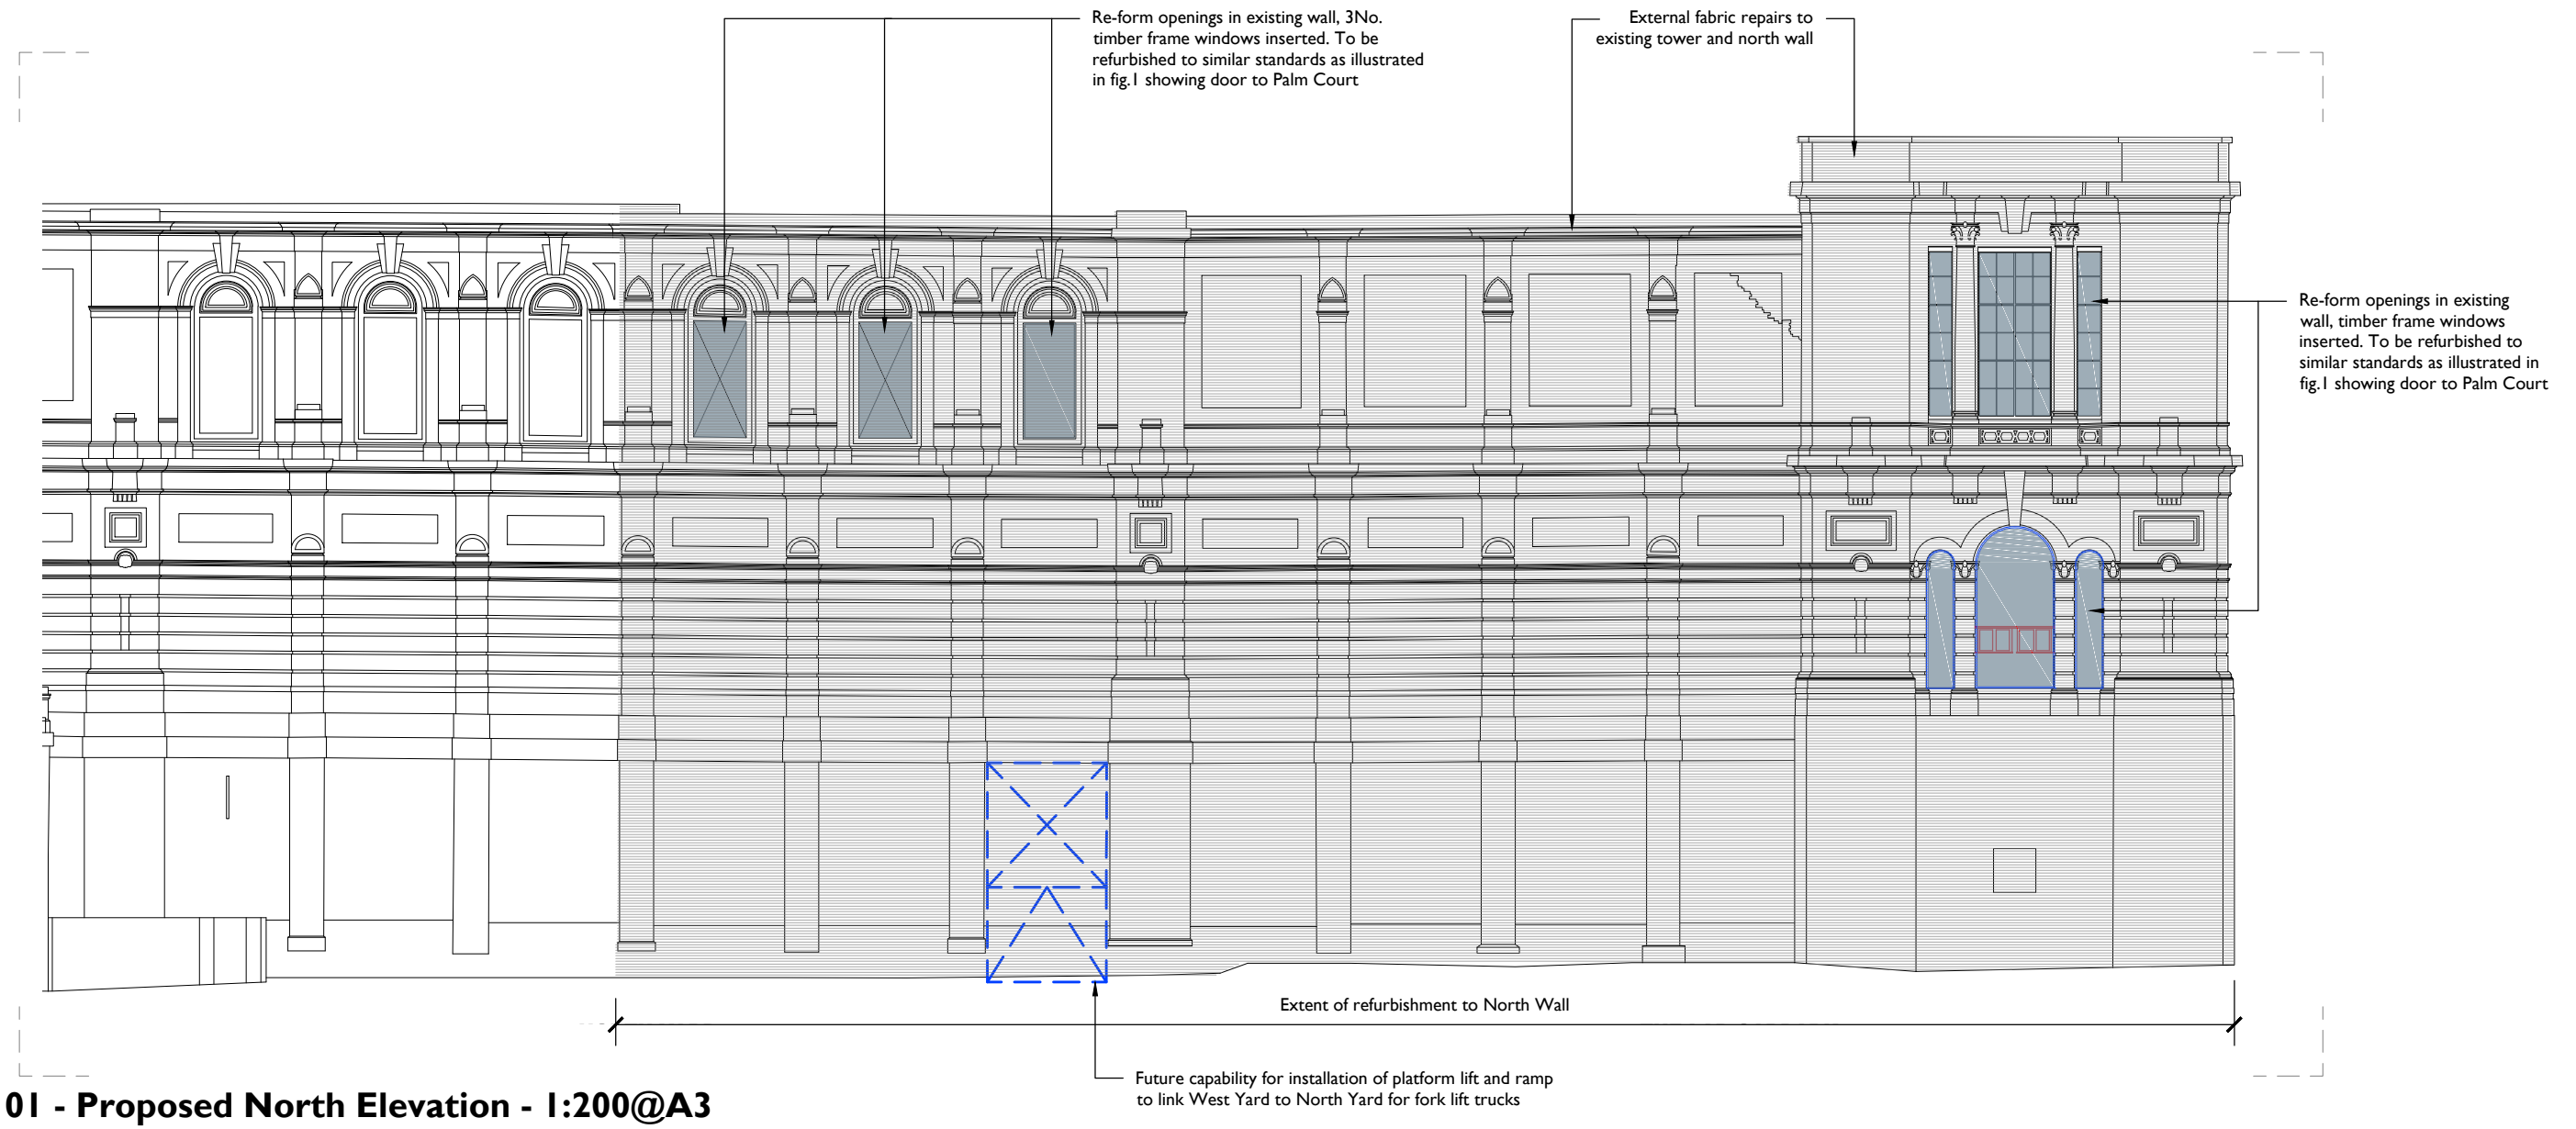 Re-form openings in existing wall, 3No.
timber frame windows inserted. To be
refurbished to similar standards as illustrated
in fig.1 showing door to Palm Court
External fabric repairs to
existing tower and north wall
Re-form openings in existing
wall, timber frame windows
inserted. To be refurbished to
similar standards as illustrated in
fig.1 showing door to Palm Court
Extent of refurbishment to North Wall
Future capability for installation of platform lift and ramp
to link West Yard to North Yard for fork lift trucks
01 - Proposed North Elevation - 1:200@A3